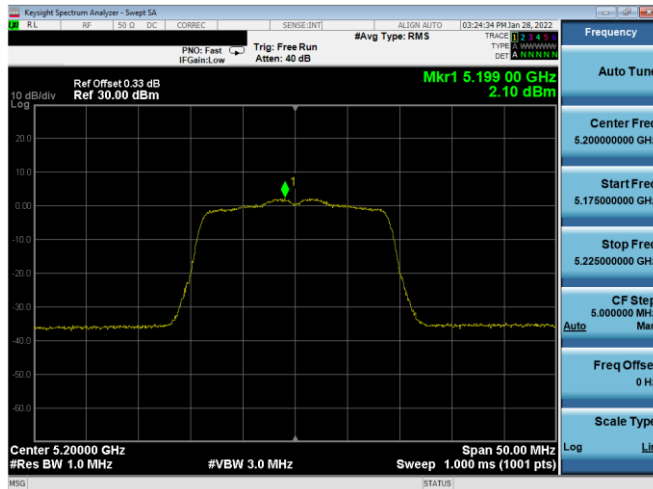 Keysight Spectrum Analyzer - Swept SA
RL RF 50 Ω DC CORREC SENSE:INT ALIGN AUTO 03:24:34 PM Jan 28, 2022
#Avg Type: RMS
TRACE 1 2 3 4 5 6
TYPE A WWWWW
DET A N N N N N
PNO: Fast
IFGain:Low
Trig: Free Run
Atten: 40 dB
Mkr1 5.199 00 GHz
2.10 dBm
Ref Offset 0.33 dB
10 dB/div Ref 30.00 dBm
Log
20.0
10.0
1
0.00
-10.0
-20.0
-30.0
-40.0
-50.0
-60.0
Center 5.20000 GHz
Span 50.00 MHz
#Res BW 1.0 MHz
#VBW 3.0 MHz
Sweep 1.000 ms (1001 pts)
MSG
STATUS
Frequency
Auto Tun
Center Fre
5.200000000 GH
Start Fre
5.175000000 GH
Stop Fre
5.225000000 GH
CF Step
5.000000 MH
Auto Ma
Freq Offse
0 H
Scale Type
Log Li